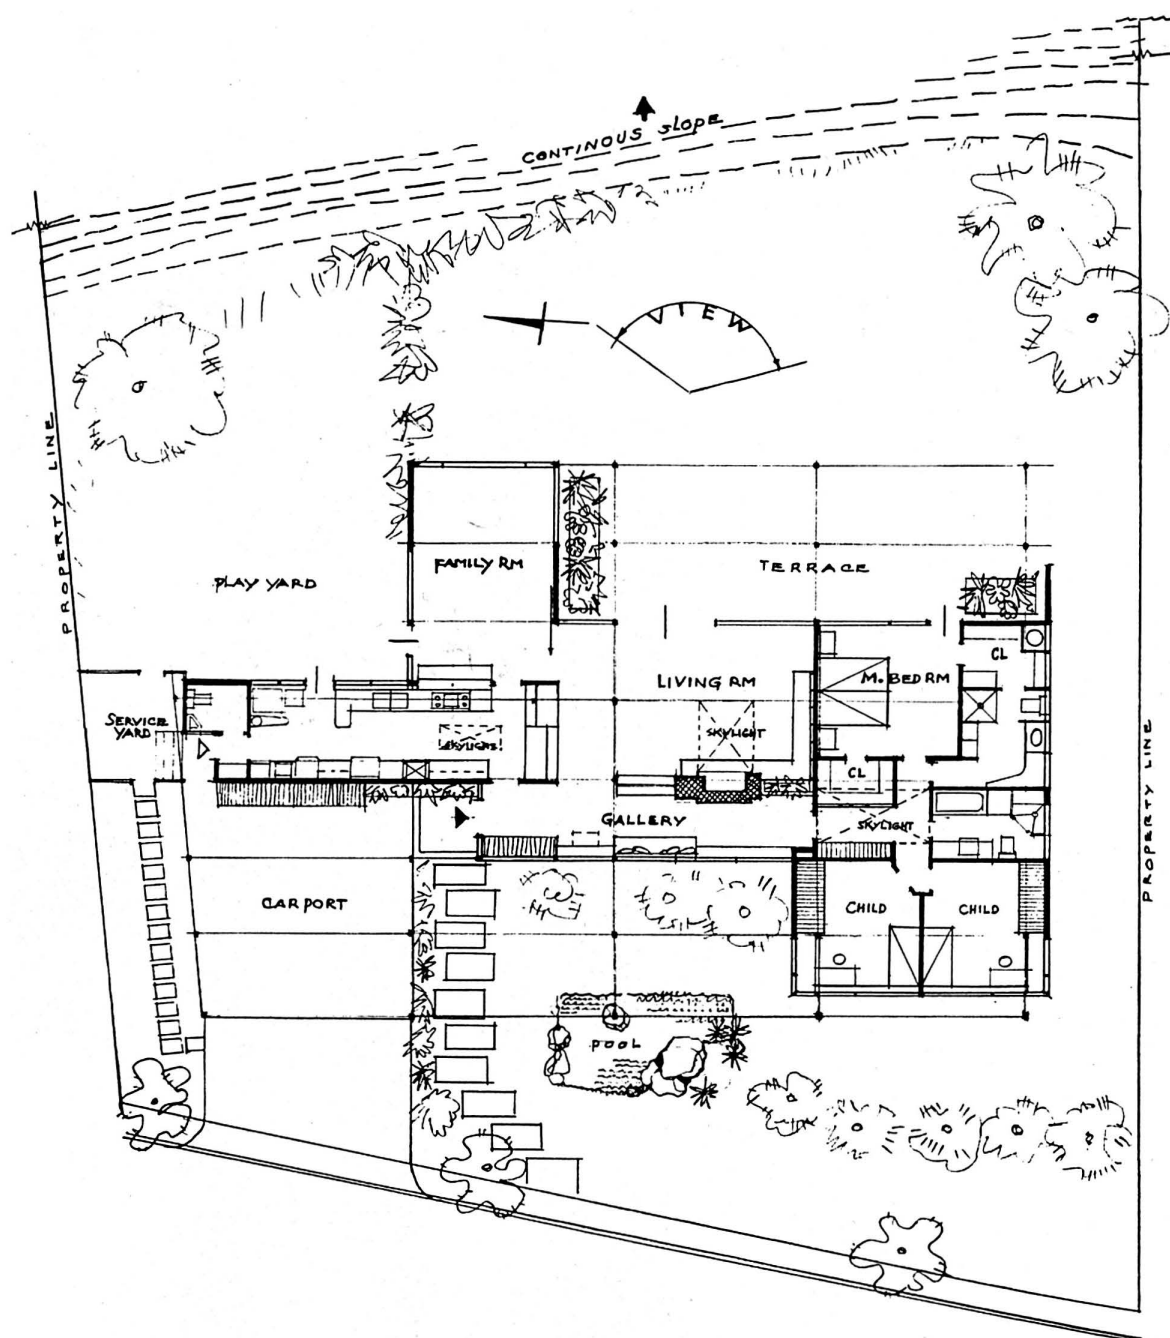 CONTINOUS slope
VIEW
PROPERTY LINE
PLAY YARD
FAMILY RM
TERRACE
SERVICE
YARD
SKYLIGHT
LIVING RM
SKYLIGHT
M. BED RM
CL
CL
GALLERY
SKYLIGHT
PROPERTY LINE
CARPORT
CHILD
CHILD
POOL